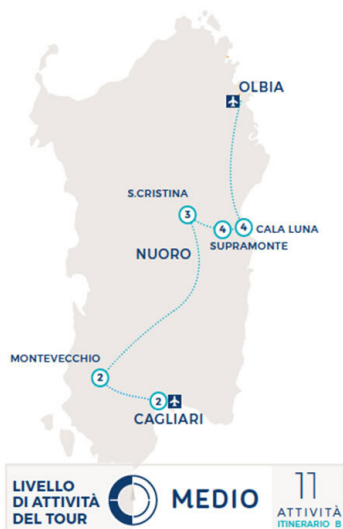 OLBIA
S.CRISTINA
3
4
4
CALA LUNA
SUPRAMONTE
NUORO
MONTEVECCHIO
2
2
CAGLIARI
LIVELLO
DI ATTIVITÀ
DEL TOUR
MEDIO
11
ATTIVITÀ
ITINERARIO B